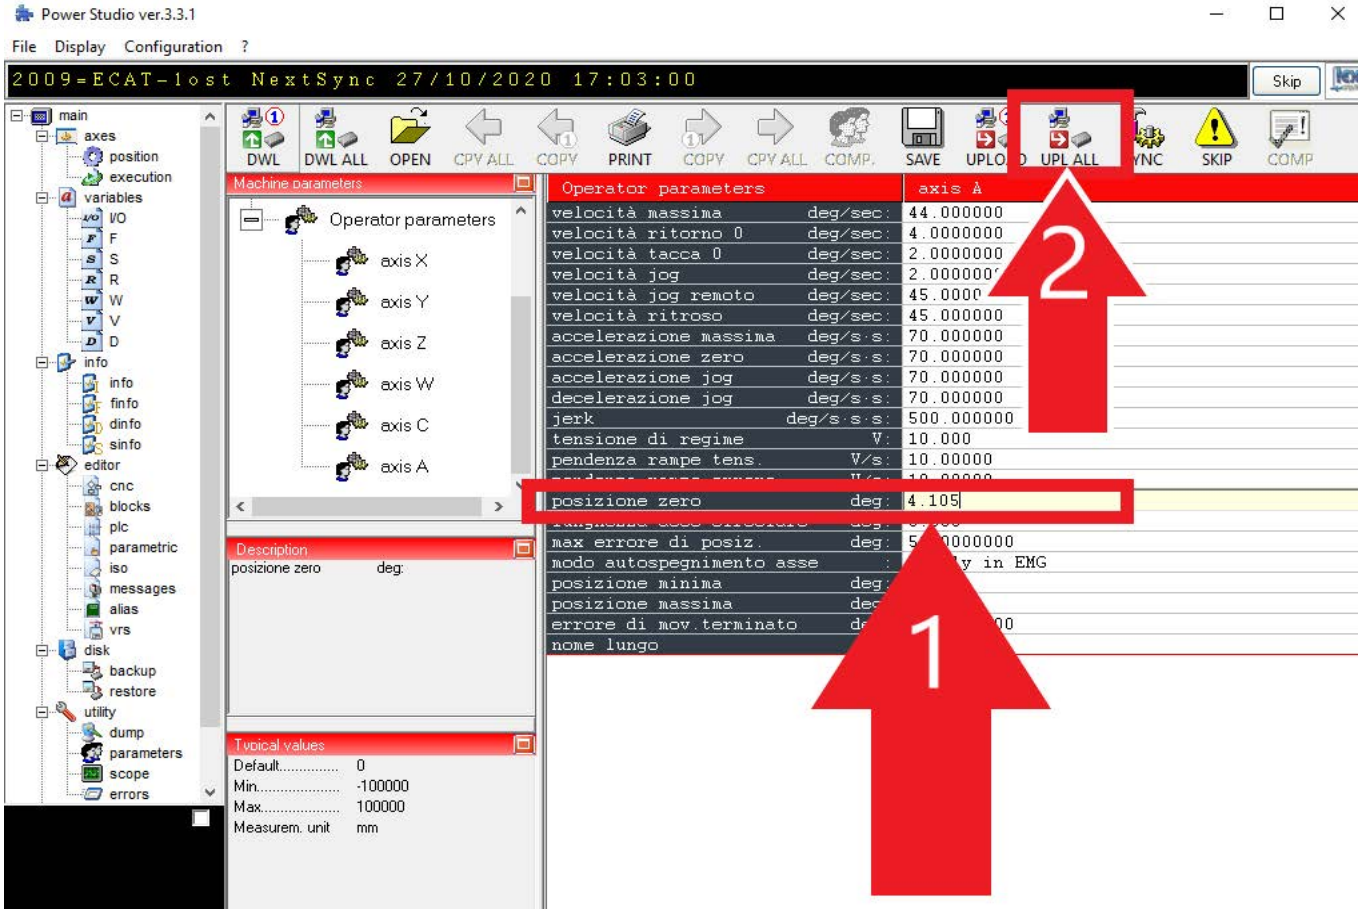 Power Studio ver.3.3.1
File Display Configuration ?
2009=ECAT-lost NextSync 27/10/2020 17:03:00
Skip
main
axes
position
execution
variables
I/O I/O
F F
S S
R R
W W
V V
D D
info
info
finfo
dinfo
sinfo
editor
cnc
blocks
plc
parametric
iso
messages
alias
vrs
disk
backup
restore
utility
dump
parameters
scope
errors
DWL DWL ALL OPEN CPY ALL COPY PRINT COPY CPY ALL COMP. SAVE UPL ALL SKIP COMP
Machine parameters
Operator parameters
axis X
axis Y
axis Z
axis W
axis C
axis A
Description
posizione zero deg:
Typical values
Default.............. 0
Min.................... -100000
Max.................... 100000
Measurem. unit mm
Operator parameters axis A
velocità massima deg/sec: 44.000000
velocità ritorno 0 deg/sec: 4.0000000
velocità tacca 0 deg/sec: 2.0000000
velocità jog deg/sec:
velocità jog remoto deg/sec: 45.0000
velocità ritroso deg/sec: 45.000000
accelerazione massima deg/s·s: 70.000000
accelerazione zero deg/s·s: 70.000000
accelerazione jog deg/s·s: 70.000000
decelerazione jog deg/s·s: 70.000000
jerk deg/s·s·s: 500.000000
tensione di regime V: 10.000
pendenza rampe tens. V/s: 10.00000
posizione zero deg: 4.105
max errore di posiz. deg:
modo autospegnimento asse : in EMG
posizione minima deg:
posizione massima
errore di mov.terminato
nome lungo
1
2